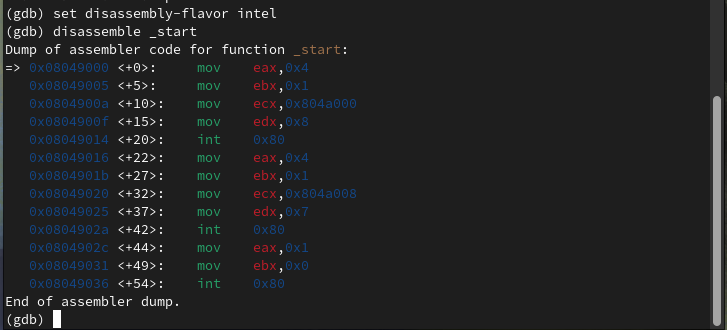 (gdb) set disassembly-flavor intel
(gdb) disassemble _start
Dump of assembler code for function _start:
=> 0x08049000 <+0>:     mov    eax,0x4
   0x08049005 <+5>:     mov    ebx,0x1
   0x0804900a <+10>:    mov    ecx,0x804a000
   0x0804900f <+15>:    mov    edx,0x8
   0x08049014 <+20>:    int    0x80
   0x08049016 <+22>:    mov    eax,0x4
   0x0804901b <+27>:    mov    ebx,0x1
   0x08049020 <+32>:    mov    ecx,0x804a008
   0x08049025 <+37>:    mov    edx,0x7
   0x0804902a <+42>:    int    0x80
   0x0804902c <+44>:    mov    eax,0x1
   0x08049031 <+49>:    mov    ebx,0x0
   0x08049036 <+54>:    int    0x80
End of assembler dump.
(gdb)